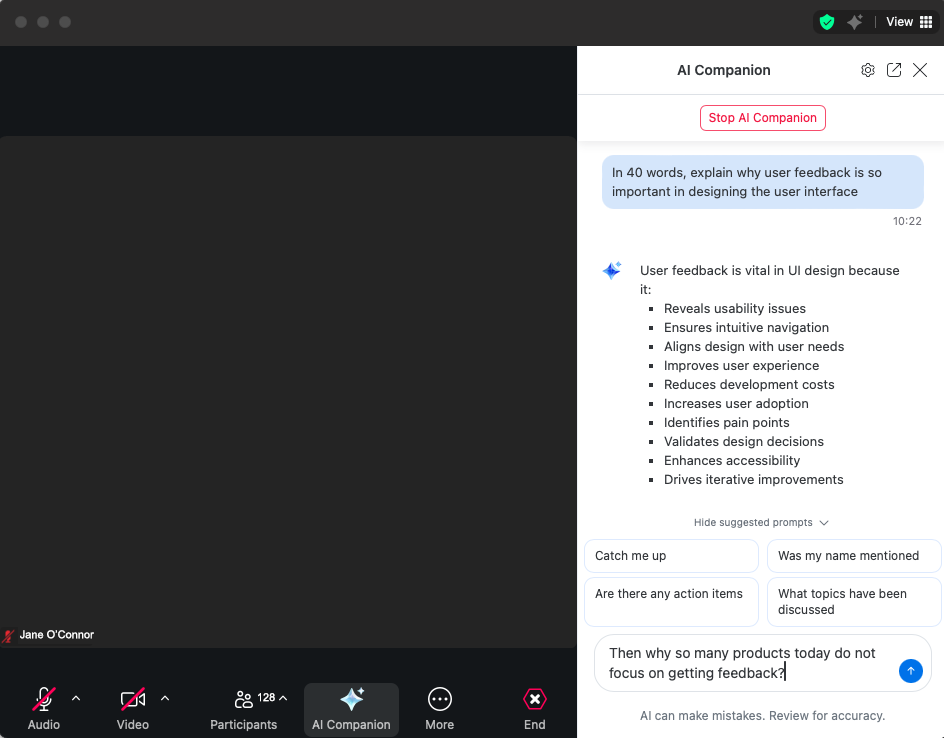 View
AI Companion
Stop AI Companion
In 40 words, explain why user feedback is so
important in designing the user interface
10:22
User feedback is vital in UI design because
it:
▪ Reveals usability issues
▪ Ensures intuitive navigation
▪ Aligns design with user needs
▪ Improves user experience
▪ Reduces development costs
▪ Increases user adoption
▪ Identifies pain points
▪ Validates design decisions
▪ Enhances accessibility
▪ Drives iterative improvements
Hide suggested prompts
Catch me up
Was my name mentioned
Are there any action items
What topics have been
discussed
Then why so many products today do not
focus on getting feedback?
AI can make mistakes. Review for accuracy.
Jane O'Connor
Audio
Video
128
Participants
AI Companion
More
End